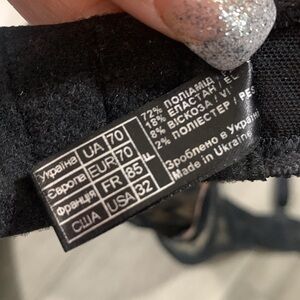 Україна UA 70
Європа EUR 70
Франція FR 85
США USA 32
72% ПОЛІАМІД
8% ЕЛАСТАН
8% ВІСКОЗА
2% ПОЛІЕСТЕР
Зроблено в Україні
Made in Ukraine